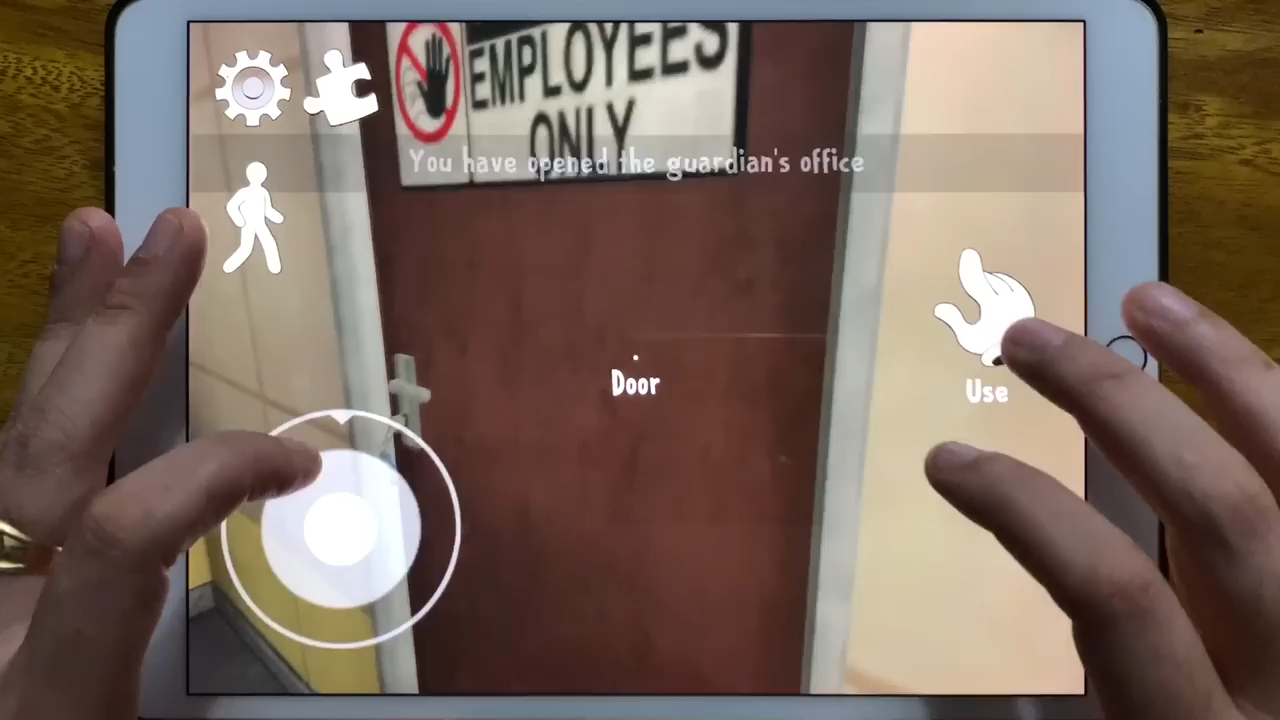 EMPLOYEES
ONLY
You have opened the guardian's office
Door
Use